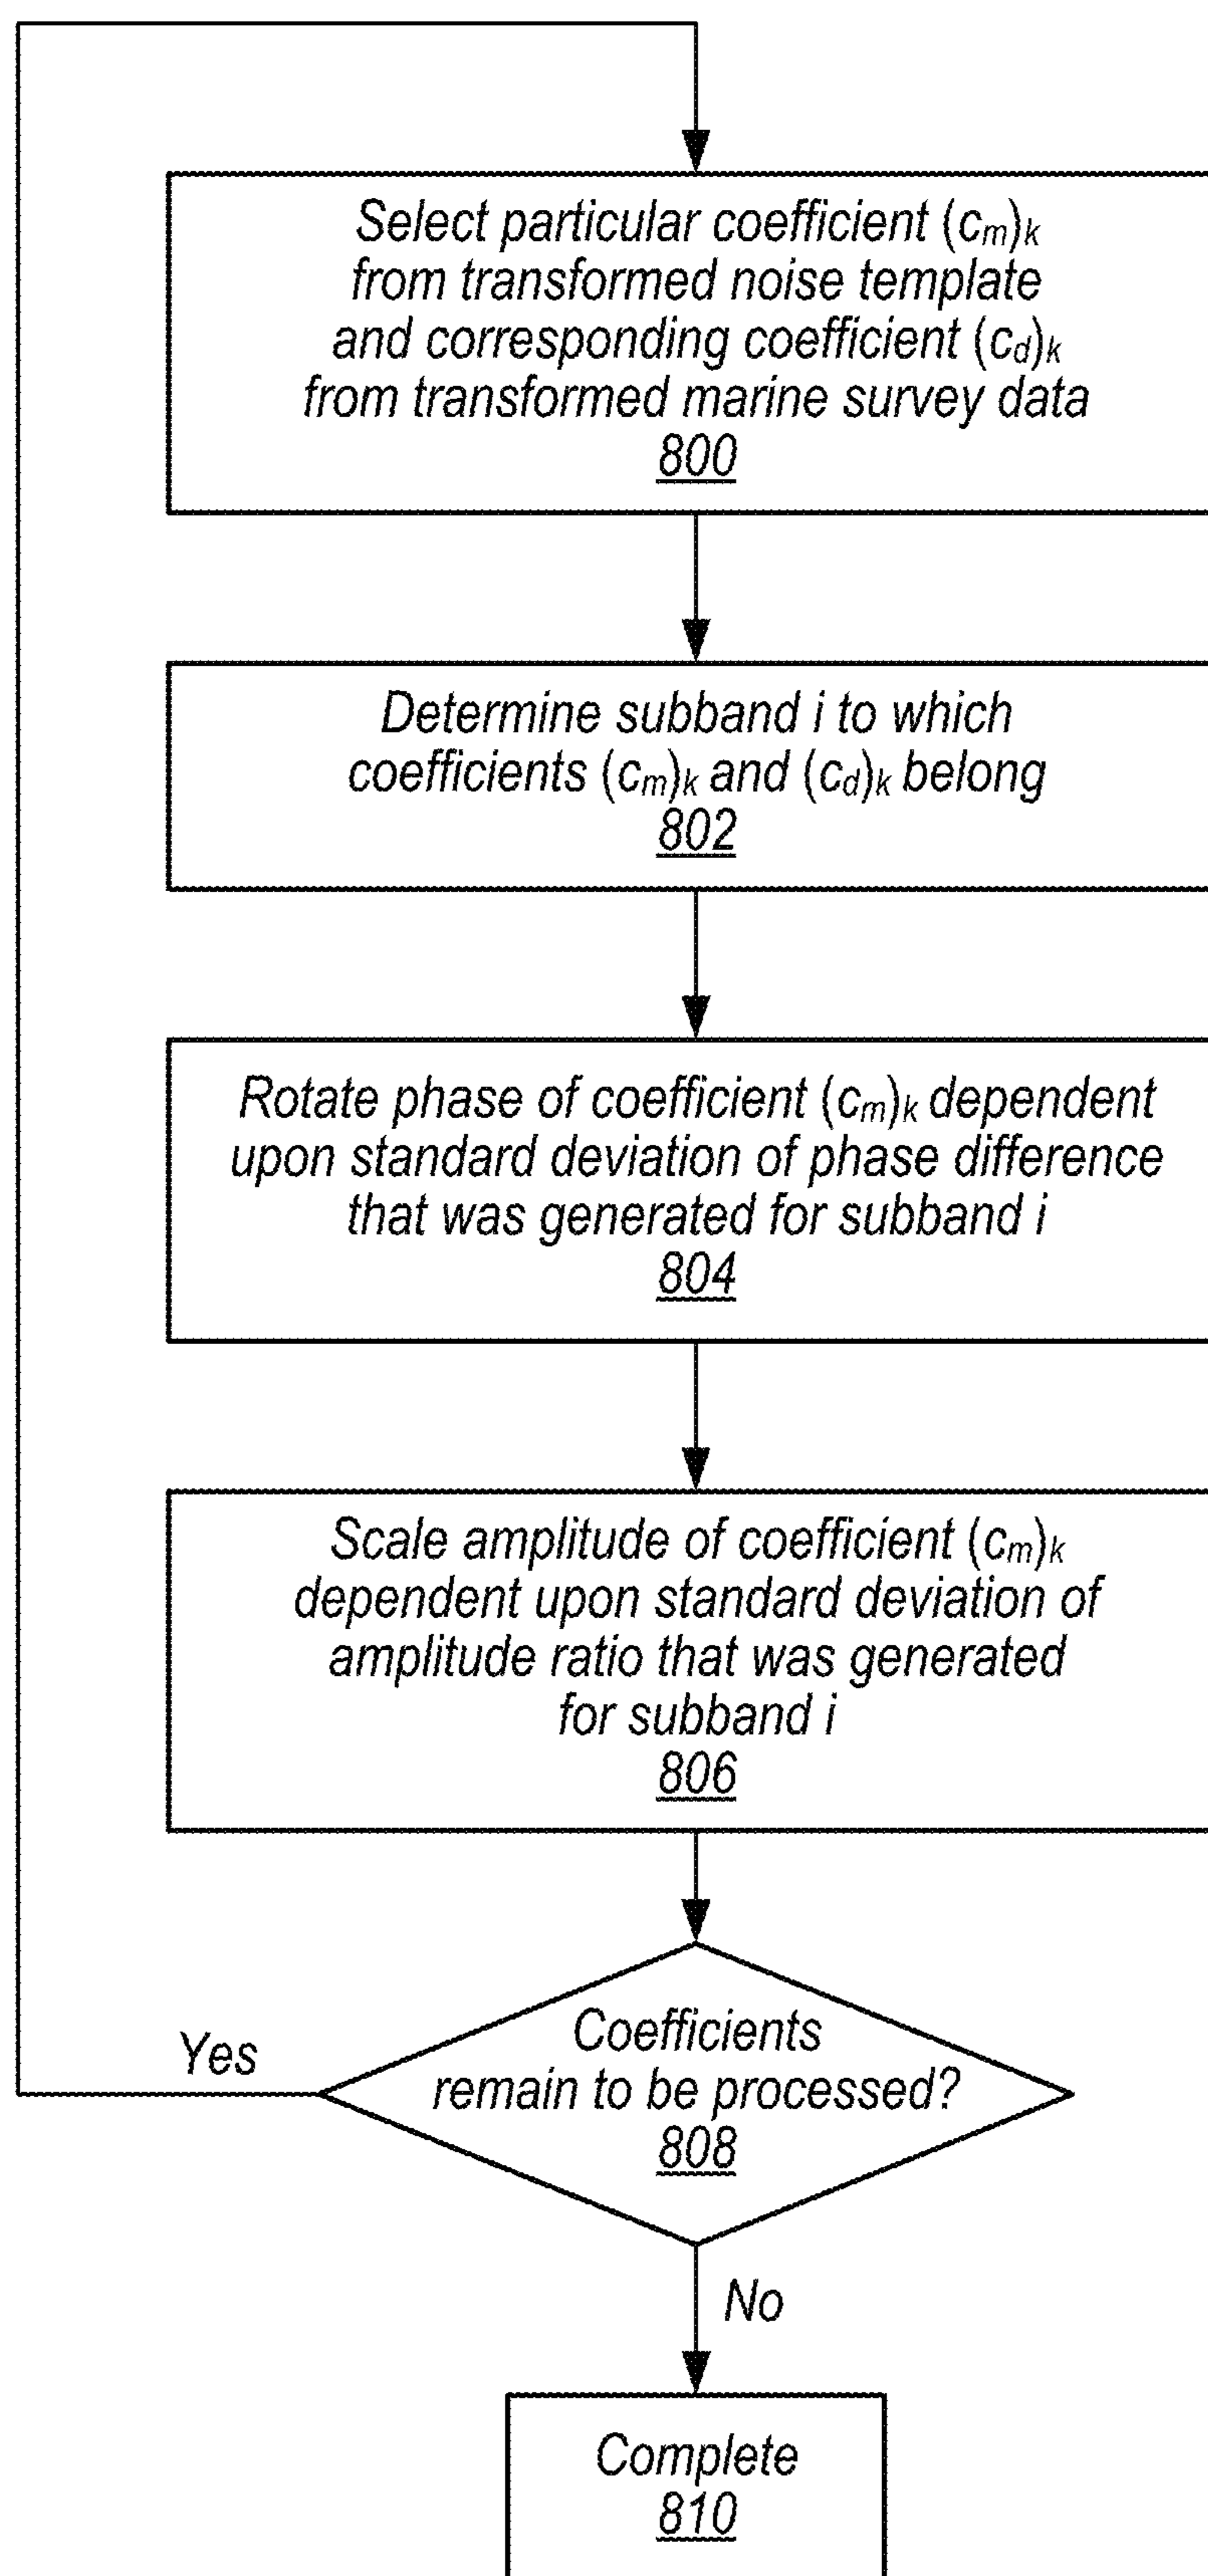 Select particular coefficient (cm)k
from transformed noise template
and corresponding coefficient (cd)k
from transformed marine survey data
800
Determine subband i to which
coefficients (cm)k and (cd)k belong
802
Rotate phase of coefficient (cm)k dependent
upon standard deviation of phase difference
that was generated for subband i
804
Scale amplitude of coefficient (cm)k
dependent upon standard deviation of
amplitude ratio that was generated
for subband i
806
Coefficients
remain to be processed?
808
Yes
No
Complete
810